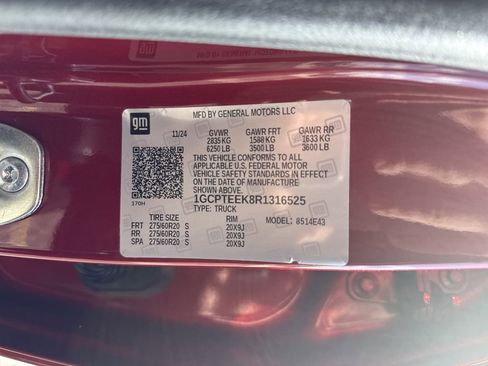 MFD BY GENERAL MOTORS LLC
gm
11/24 GVWR GAWR FRT GAWR RR
2835 KG 1588 KG 1633 KG
6250 LB 3500 LB 3600 LB
THIS VEHICLE CONFORMS TO ALL
APPLICABLE U.S. FEDERAL MOTOR
VEHICLE SAFETY STANDARDS IN EFFECT
ON THE DATE OF MANUFACTURE
SHOWN ABOVE.
1GCPTEEK8R1316525
TYPE: TRUCK
170H
MODEL: 8514E43
TIRE SIZE RIM
FRT 275/60R20 S 20X9J
RR 275/60R20 S 20X9J
SPA 275/60R20 S 20X9J